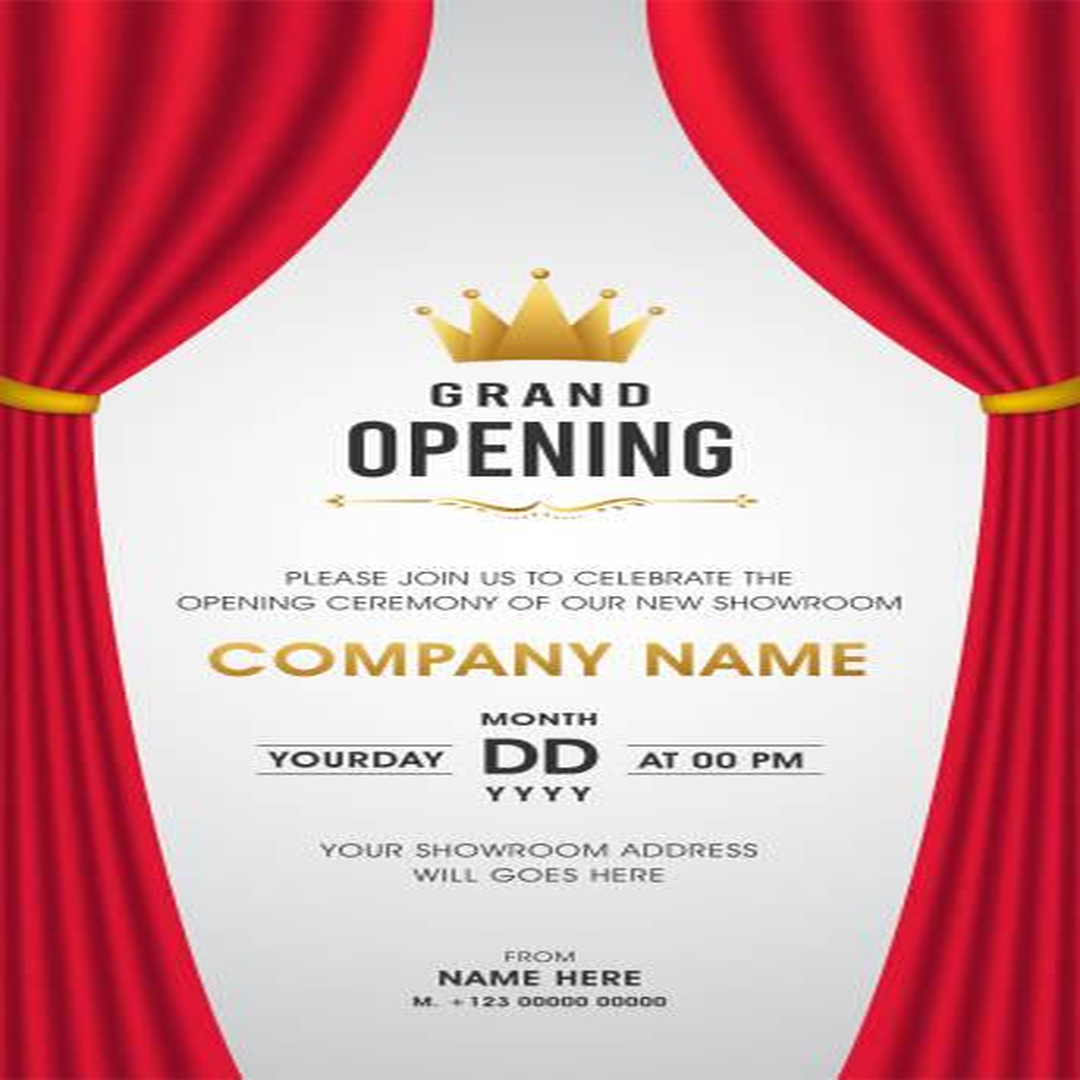 GRAND
OPENING
PLEASE JOIN US TO CELEBRATE THE
OPENING CEREMONY OF OUR NEW SHOWROOM
COMPANY NAME
MONTH
YOURDAY DD AT 00 PM
YYYY
YOUR SHOWROOM ADDRESS
WILL GOES HERE
FROM
NAME HERE
M. +123 00000 00000